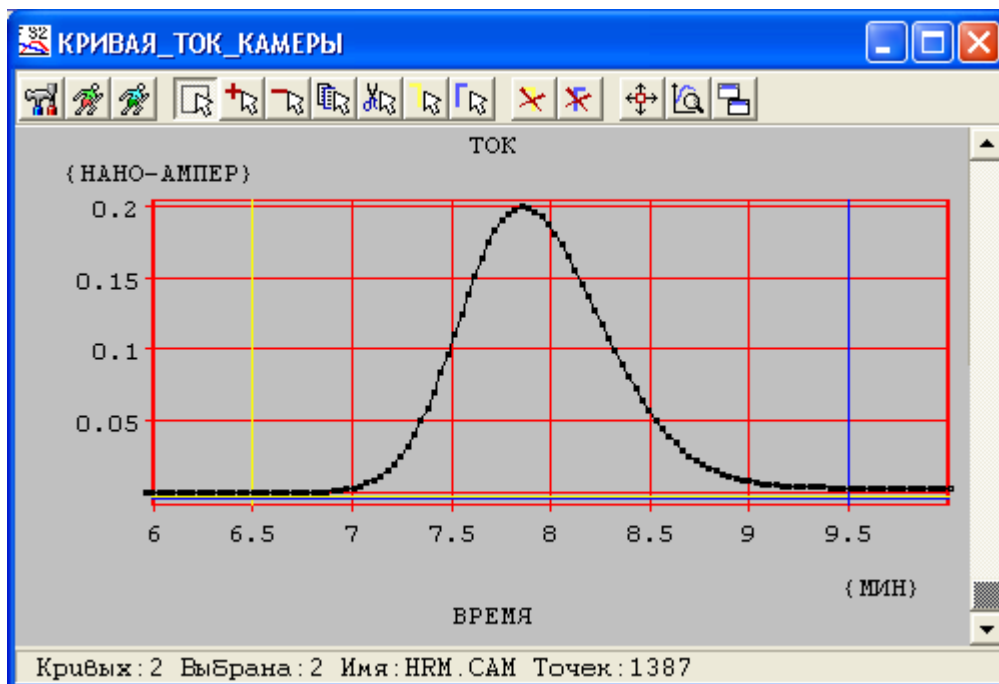 КРИВАЯ_ТОК_КАМЕРЫ
ТОК
{НАНО-АМПЕР}
0.2
0.15
0.1
0.05
6 6.5 7 7.5 8 8.5 9 9.5
{МИН}
ВРЕМЯ
Кривых:2 Выбрана:2 Имя:HRM.CAM Точек:1387